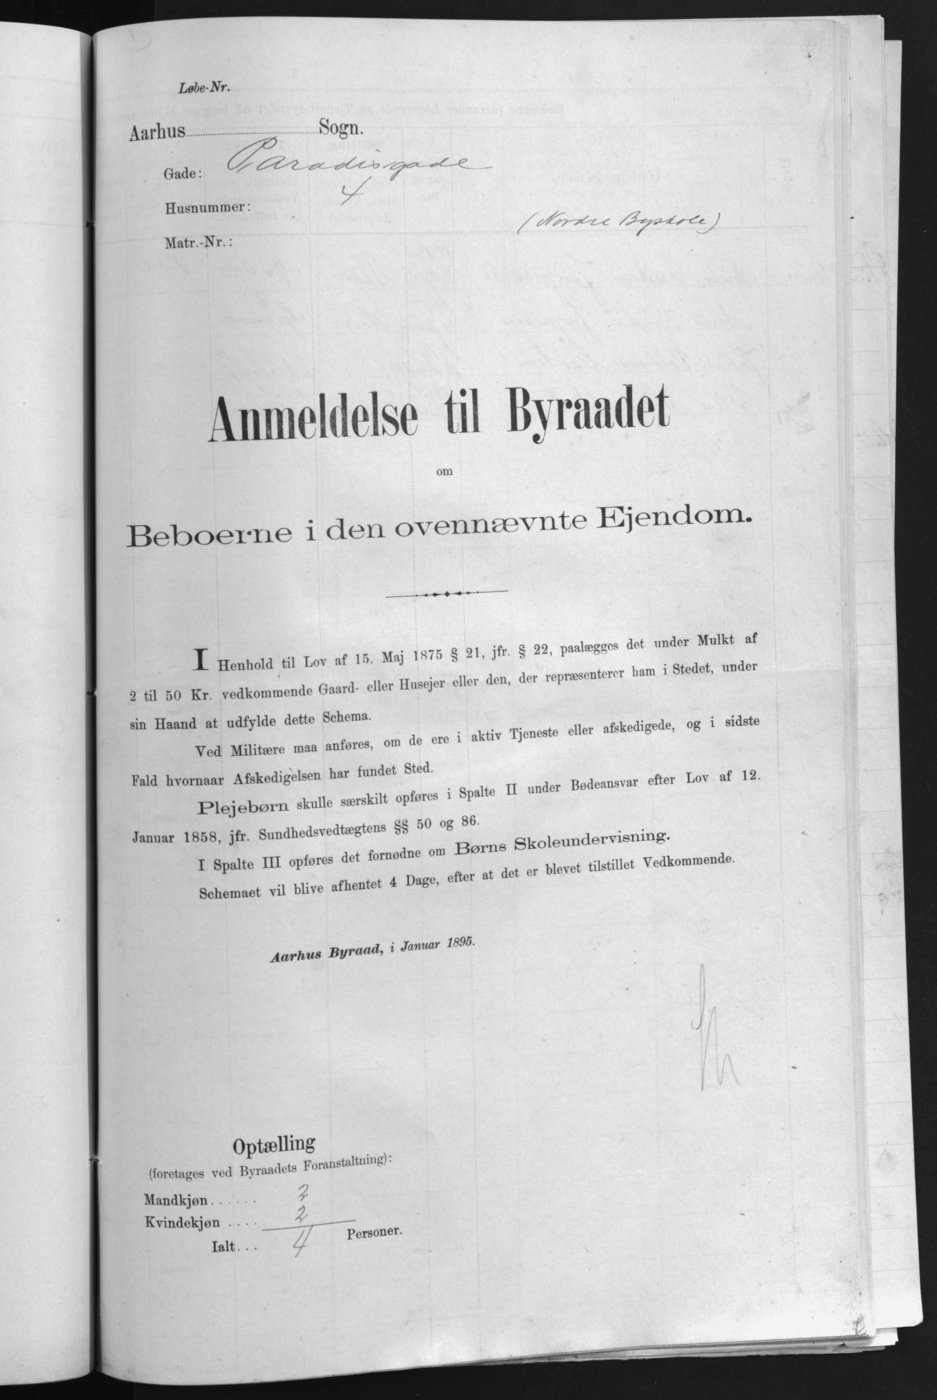 Løbe-Nr.
Aarhus Sogn.
Gade: Paradisgade
Husnummer: 4
(Nordre Byskole)
Matr.-Nr.:
Anmeldelse til Byraadet
om
Beboerne i den ovennævnte Ejendom.
I Henhold til Lov af 15. Maj 1875 § 21, jfr. § 22, paalægges det under Mulkt af
2 til 50 Kr. vedkommende Gaard- eller Husejer eller den, der repræsenterer ham i Stedet, under
sin Haand at udfylde dette Schema.
Ved Militære maa anføres, om de ere i aktiv Tjeneste eller afskedigede, og i sidste
Fald hvornaar Afskedigelsen har fundet Sted.
Plejebørn skulle særskilt opføres i Spalte II under Bødeansvar efter Lov af 12.
Januar 1858, jfr. Sundhedsvedtægtens §§ 50 og 86.
I Spalte III opføres det fornødne om Børns Skoleundervisning.
Schemaet vil blive afhentet 4 Dage, efter at det er blevet tilstillet Vedkommende.
Aarhus Byraad, i Januar 1895.
Optælling
(foretages ved Byraadets Foranstaltning):
Mandkjøn...... 2
Kvindekjøn .... 2
Ialt... 4 Personer.